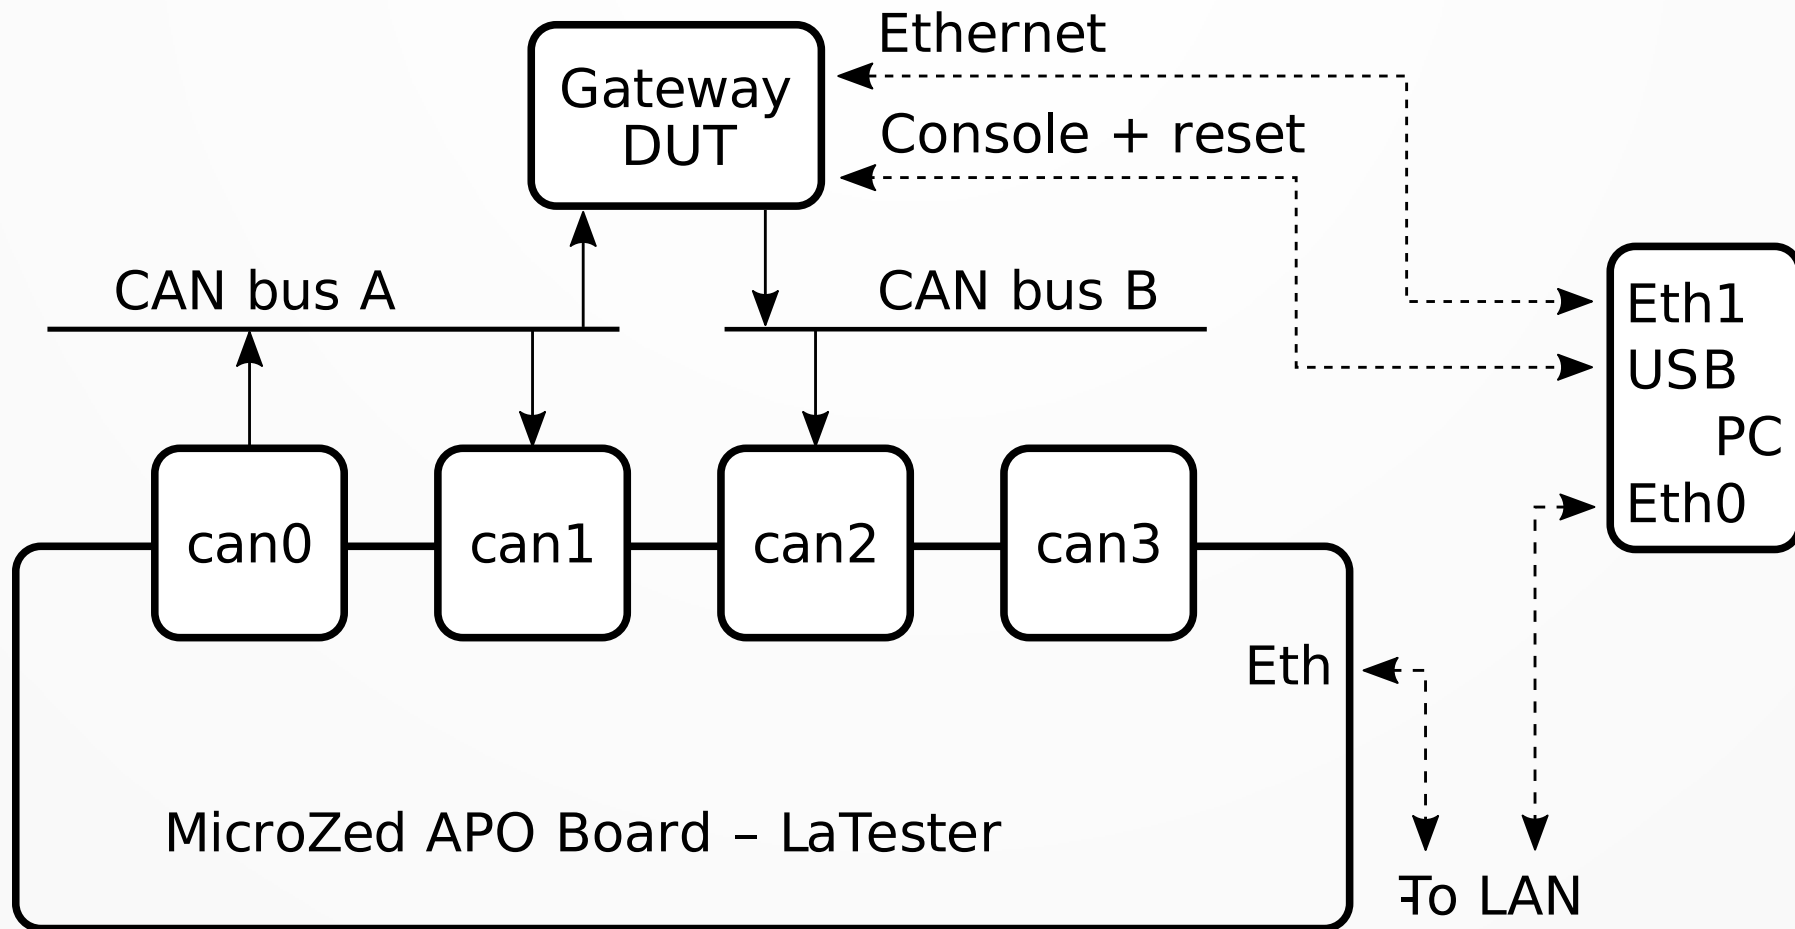 Ethernet
Gateway
DUT
Console + reset
CAN bus A
CAN bus B
Eth1
USB
PC
Eth0
can0
can1
can2
can3
Eth
MicroZed APO Board – LaTester
To LAN